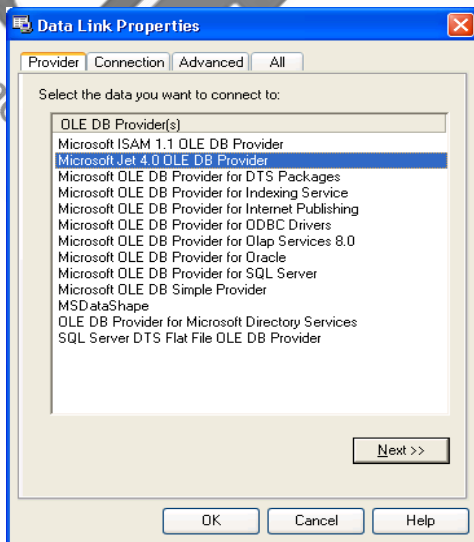 Data Link Properties
Provider Connection Advanced All
Select the data you want to connect to:
OLE DB Provider(s)
Microsoft ISAM 1.1 OLE DB Provider
Microsoft Jet 4.0 OLE DB Provider
Microsoft OLE DB Provider for DTS Packages
Microsoft OLE DB Provider for Indexing Service
Microsoft OLE DB Provider for Internet Publishing
Microsoft OLE DB Provider for ODBC Drivers
Microsoft OLE DB Provider for Olap Services 8.0
Microsoft OLE DB Provider for Oracle
Microsoft OLE DB Provider for SQL Server
Microsoft OLE DB Simple Provider
MSDataShape
OLE DB Provider for Microsoft Directory Services
SQL Server DTS Flat File OLE DB Provider
Next >>
OK Cancel Help